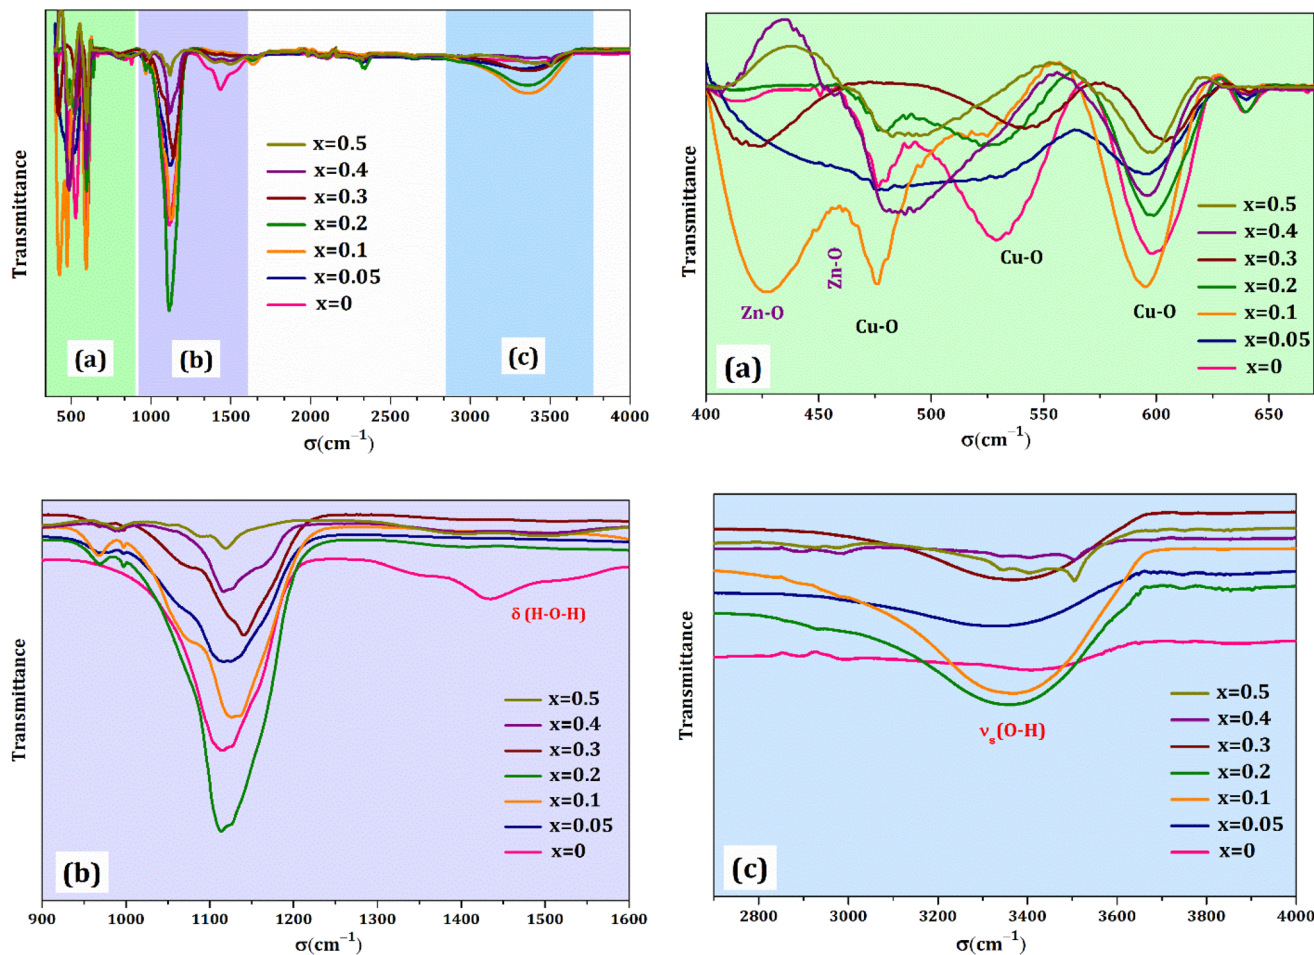 Transmittance
x=0.5
x=0.4
x=0.3
x=0.2
x=0.1
x=0.05
x=0
(a)
(b)
(c)
500 1000 1500 2000 2500 3000 3500 4000
σ(cm⁻¹)
Transmittance
Zn-O
Zn-O
Cu-O
Cu-O
Cu-O
x=0.5
x=0.4
x=0.3
x=0.2
x=0.1
x=0.05
x=0
(a)
400 450 500 550 600 650
σ(cm⁻¹)
Transmittance
δ (H-O-H)
x=0.5
x=0.4
x=0.3
x=0.2
x=0.1
x=0.05
x=0
(b)
900 1000 1100 1200 1300 1400 1500 1600
σ(cm⁻¹)
Transmittance
νₛ(O-H)
x=0.5
x=0.4
x=0.3
x=0.2
x=0.1
x=0.05
x=0
(c)
2800 3000 3200 3400 3600 3800 4000
σ(cm⁻¹)